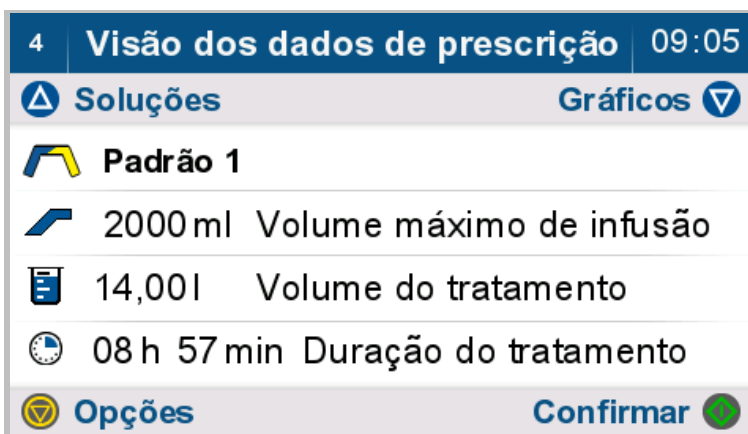 4 Visão dos dados de prescrição 09:05
Soluções Gráficos
Padrão 1
2000 ml Volume máximo de infusão
14,00 l Volume do tratamento
08 h 57 min Duração do tratamento
Opções Confirmar